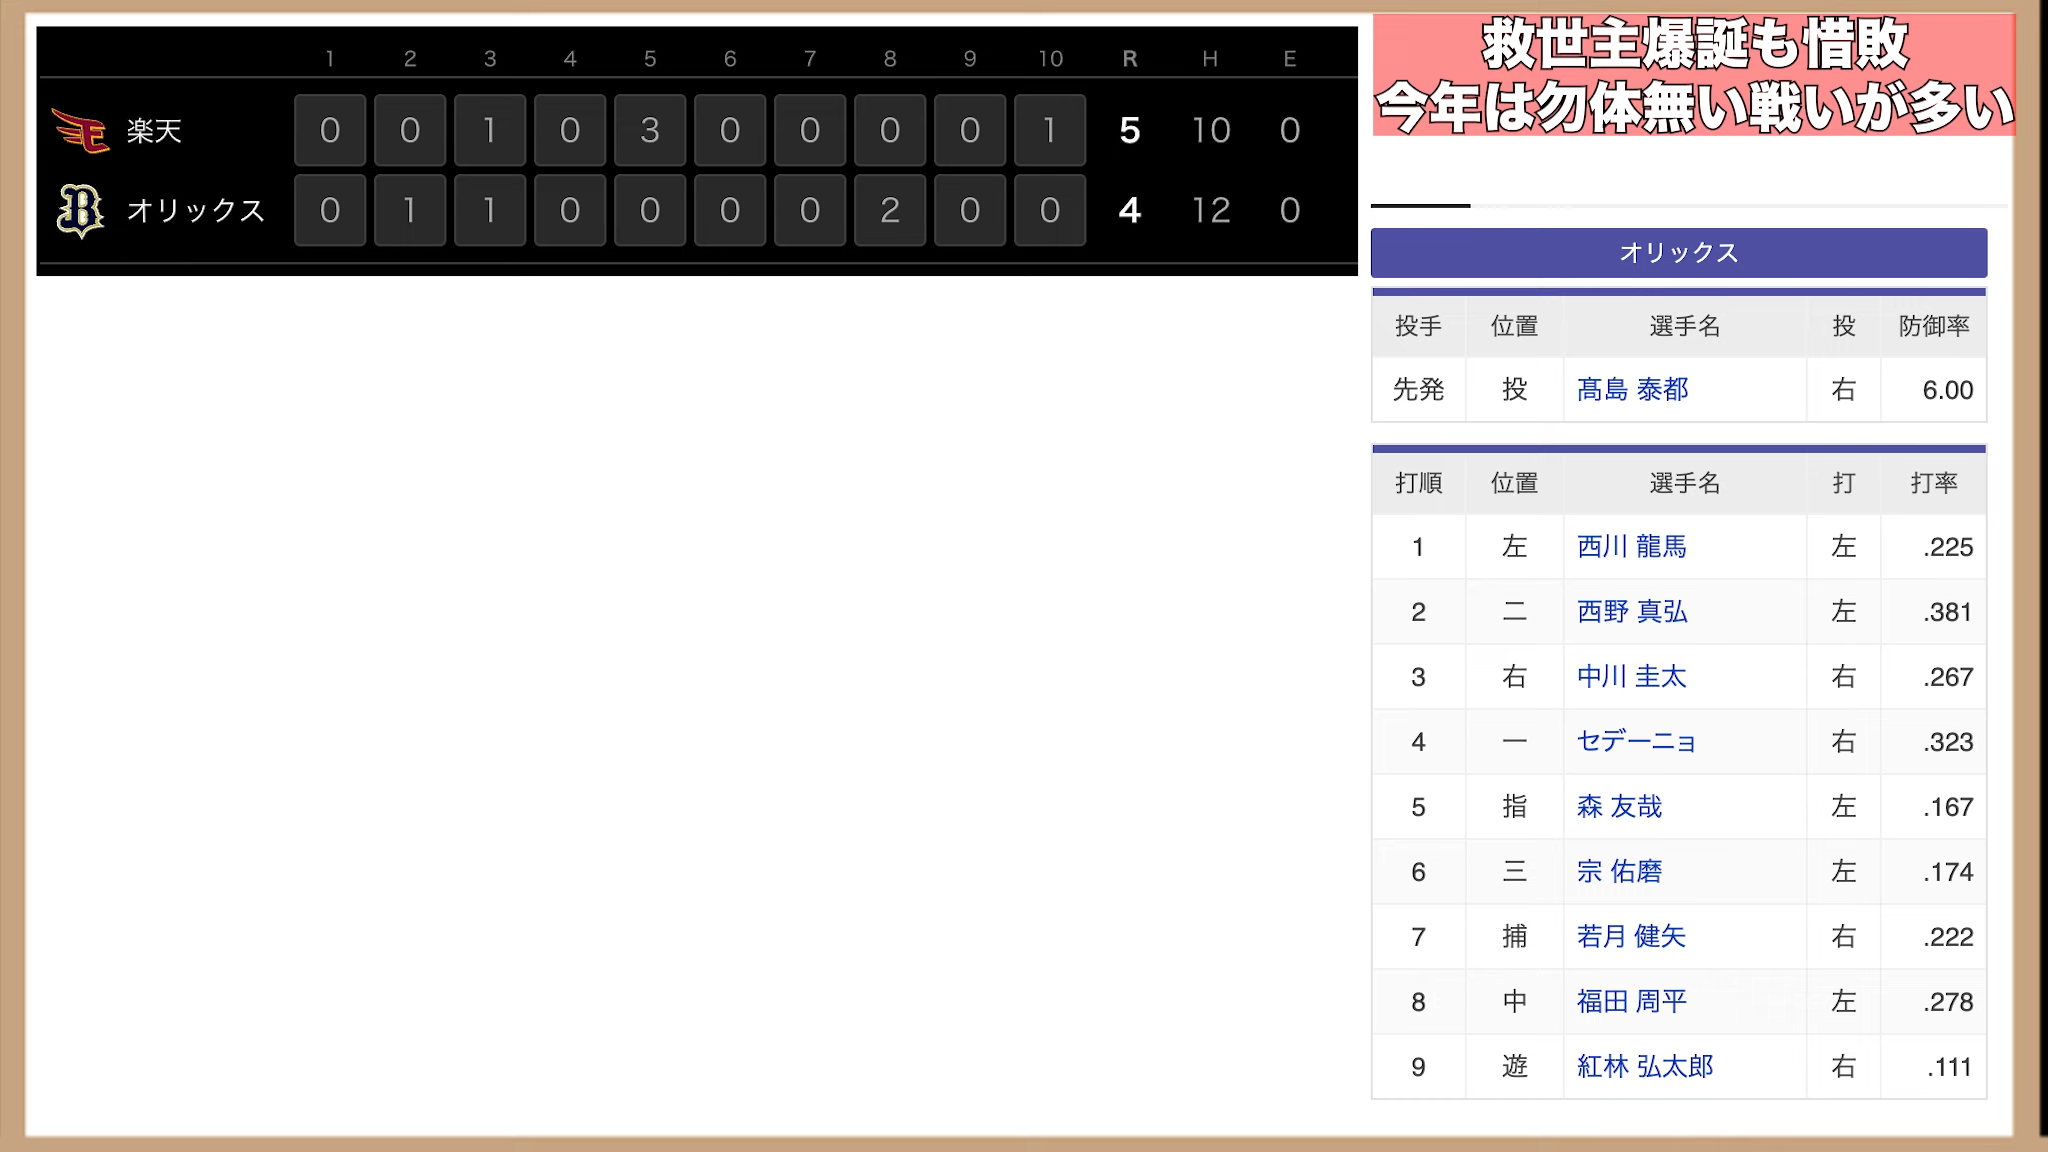 1 2 3 4 5 6 7 8 9 10 R H E
楽天 0 0 1 0 3 0 0 0 0 1 5 10 0
オリックス 0 1 1 0 0 0 0 2 0 0 4 12 0
救世主爆誕も惜敗
今年は勿体無い戦いが多い
オリックス
投手 位置 選手名 投 防御率
先発 投 髙島 泰都 右 6.00
打順 位置 選手名 打 打率
1 左 西川 龍馬 左 .225
2 二 西野 真弘 左 .381
3 右 中川 圭太 右 .267
4 一 セデーニョ 右 .323
5 指 森 友哉 左 .167
6 三 宗 佑磨 左 .174
7 捕 若月 健矢 右 .222
8 中 福田 周平 左 .278
9 遊 紅林 弘太郎 右 .111